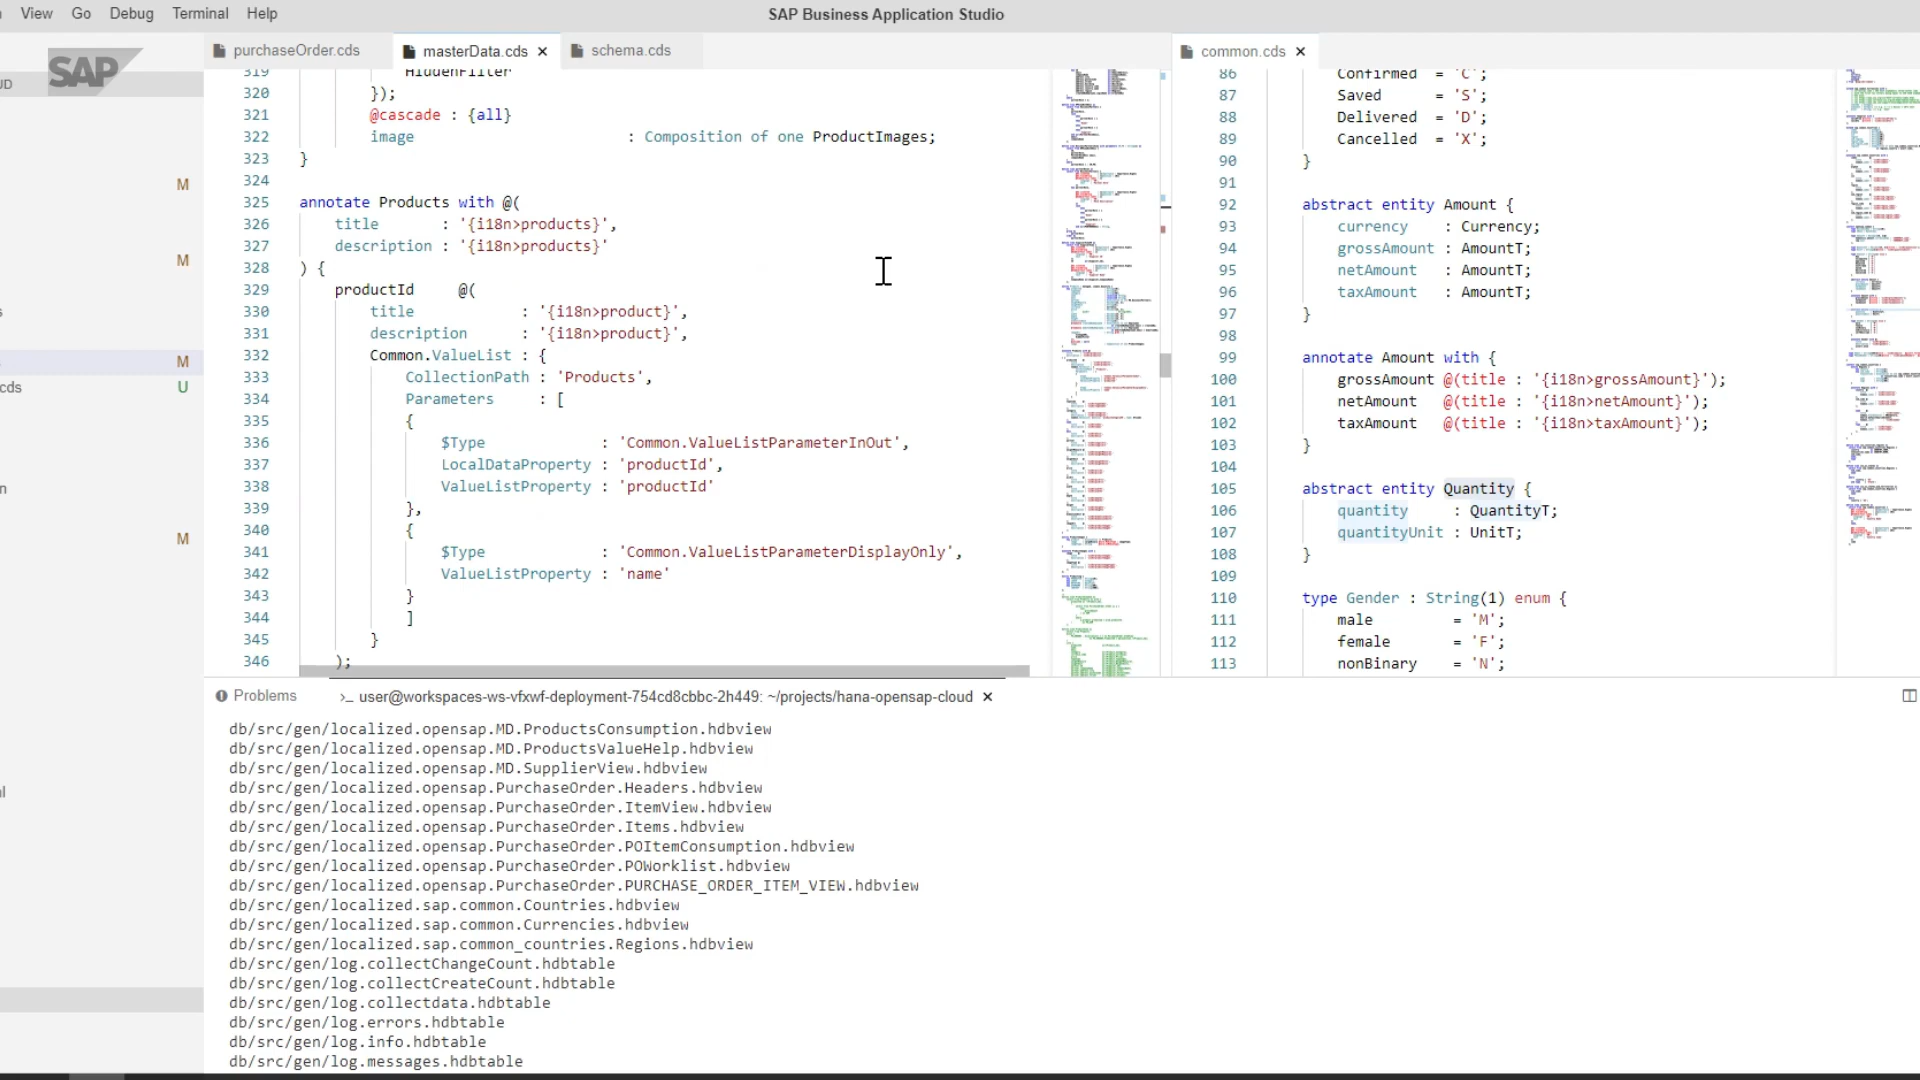 View Go Debug Terminal Help
SAP Business Application Studio
SAP
UD
M
M
M
cds U
M
purchaseOrder.cds masterData.cds × schema.cds
319 HiddenFilter
320 });
321 @cascade : {all}
322 image : Composition of one ProductImages;
323 }
324
325 annotate Products with @(
326 title : '{i18n>products}',
327 description : '{i18n>products}'
328 ) {
329 productId @(
330 title : '{i18n>product}',
331 description : '{i18n>product}',
332 Common.ValueList : {
333 CollectionPath : 'Products',
334 Parameters : [
335 {
336 $Type : 'Common.ValueListParameterInOut',
337 LocalDataProperty : 'productId',
338 ValueListProperty : 'productId'
339 },
340 {
341 $Type : 'Common.ValueListParameterDisplayOnly',
342 ValueListProperty : 'name'
343 }
344 ]
345 }
346 );
common.cds ×
86 Confirmed = 'C';
87 Saved = 'S';
88 Delivered = 'D';
89 Cancelled = 'X';
90 }
91
92 abstract entity Amount {
93 currency : Currency;
94 grossAmount : AmountT;
95 netAmount : AmountT;
96 taxAmount : AmountT;
97 }
98
99 annotate Amount with {
100 grossAmount @(title : '{i18n>grossAmount}');
101 netAmount @(title : '{i18n>netAmount}');
102 taxAmount @(title : '{i18n>taxAmount}');
103 }
104
105 abstract entity Quantity {
106 quantity : QuantityT;
107 quantityUnit : UnitT;
108 }
109
110 type Gender : String(1) enum {
111 male = 'M';
112 female = 'F';
113 nonBinary = 'N';
Problems >_ user@workspaces-ws-vfxwf-deployment-754cd8cbbc-2h449: ~/projects/hana-opensap-cloud ×
db/src/gen/localized.opensap.MD.ProductsConsumption.hdbview
db/src/gen/localized.opensap.MD.ProductsValueHelp.hdbview
db/src/gen/localized.opensap.MD.SupplierView.hdbview
db/src/gen/localized.opensap.PurchaseOrder.Headers.hdbview
db/src/gen/localized.opensap.PurchaseOrder.ItemView.hdbview
db/src/gen/localized.opensap.PurchaseOrder.Items.hdbview
db/src/gen/localized.opensap.PurchaseOrder.POItemConsumption.hdbview
db/src/gen/localized.opensap.PurchaseOrder.POWorklist.hdbview
db/src/gen/localized.opensap.PurchaseOrder.PURCHASE_ORDER_ITEM_VIEW.hdbview
db/src/gen/localized.sap.common.Countries.hdbview
db/src/gen/localized.sap.common.Currencies.hdbview
db/src/gen/localized.sap.common_countries.Regions.hdbview
db/src/gen/log.collectChangeCount.hdbtable
db/src/gen/log.collectCreateCount.hdbtable
db/src/gen/log.collectdata.hdbtable
db/src/gen/log.errors.hdbtable
db/src/gen/log.info.hdbtable
db/src/gen/log.messages.hdbtable